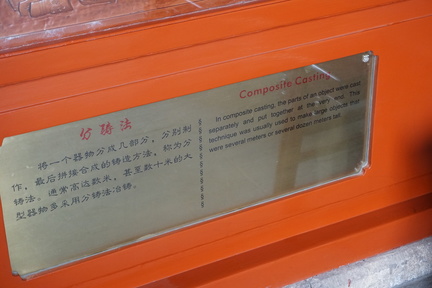 分铸法
将一个器物分成几部分，分别制
作，最后拼接合成的铸造方法，称为分
铸法。通常高达数米，甚至数十米的大
型器物多采用分铸法冶铸。
Composite Casting
In composite casting, the parts of an object were cast
separately and put together at the very end. This
technique was usually used to make large objects that
were several meters or several dozen meters tall.